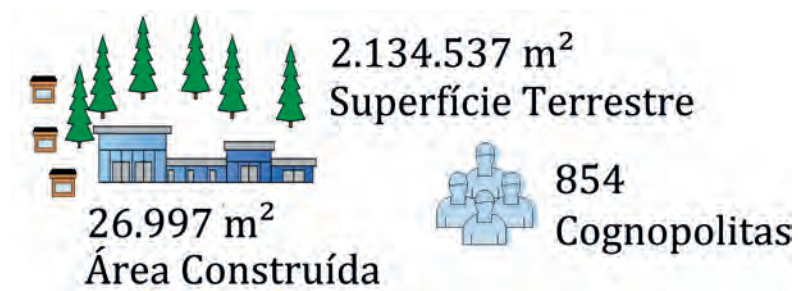 2.134.537 m²
Superfície Terrestre
26.997 m²
Área Construída
854
Cognopolitas